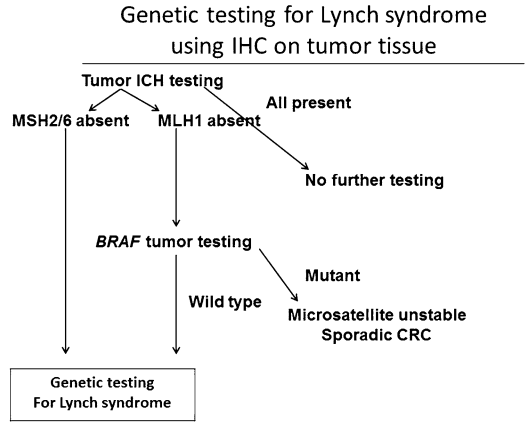 Genetic testing for Lynch syndrome
using IHC on tumor tissue
Tumor ICH testing
All present
MSH2/6 absent
MLH1 absent
No further testing
BRAF tumor testing
Mutant
Wild type
Microsatellite unstable
Sporadic CRC
Genetic testing
For Lynch syndrome